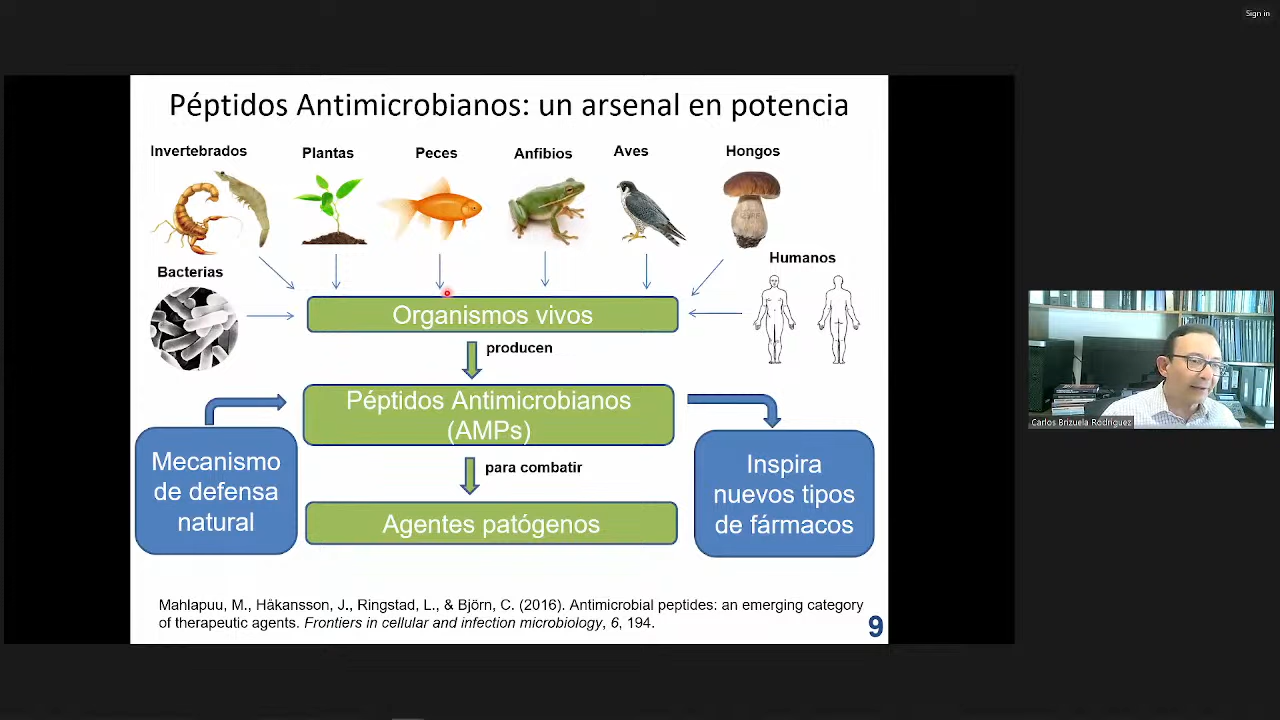 Sign in
Péptidos Antimicrobianos: un arsenal en potencia
Invertebrados
Plantas
Peces
Anfibios
Aves
Hongos
Bacterias
Humanos
Organismos vivos
producen
Péptidos Antimicrobianos
(AMPs)
Mecanismo
de defensa
natural
para combatir
Inspira
nuevos tipos
de fármacos
Agentes patógenos
Carlos Brizuela Rodríguez
Mahlapuu, M., Håkansson, J., Ringstad, L., & Björn, C. (2016). Antimicrobial peptides: an emerging category
of therapeutic agents. Frontiers in cellular and infection microbiology, 6, 194.
9